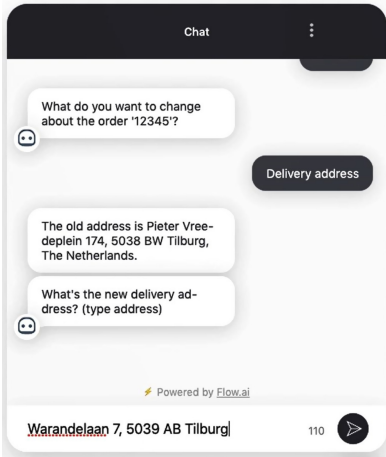 Chat
What do you want to change
about the order '12345'?
Delivery address
The old address is Pieter Vree-
deplein 174, 5038 BW Tilburg,
The Netherlands.
What's the new delivery ad-
dress? (type address)
⚡ Powered by Flow.ai
Warandelaan 7, 5039 AB Tilburg
110